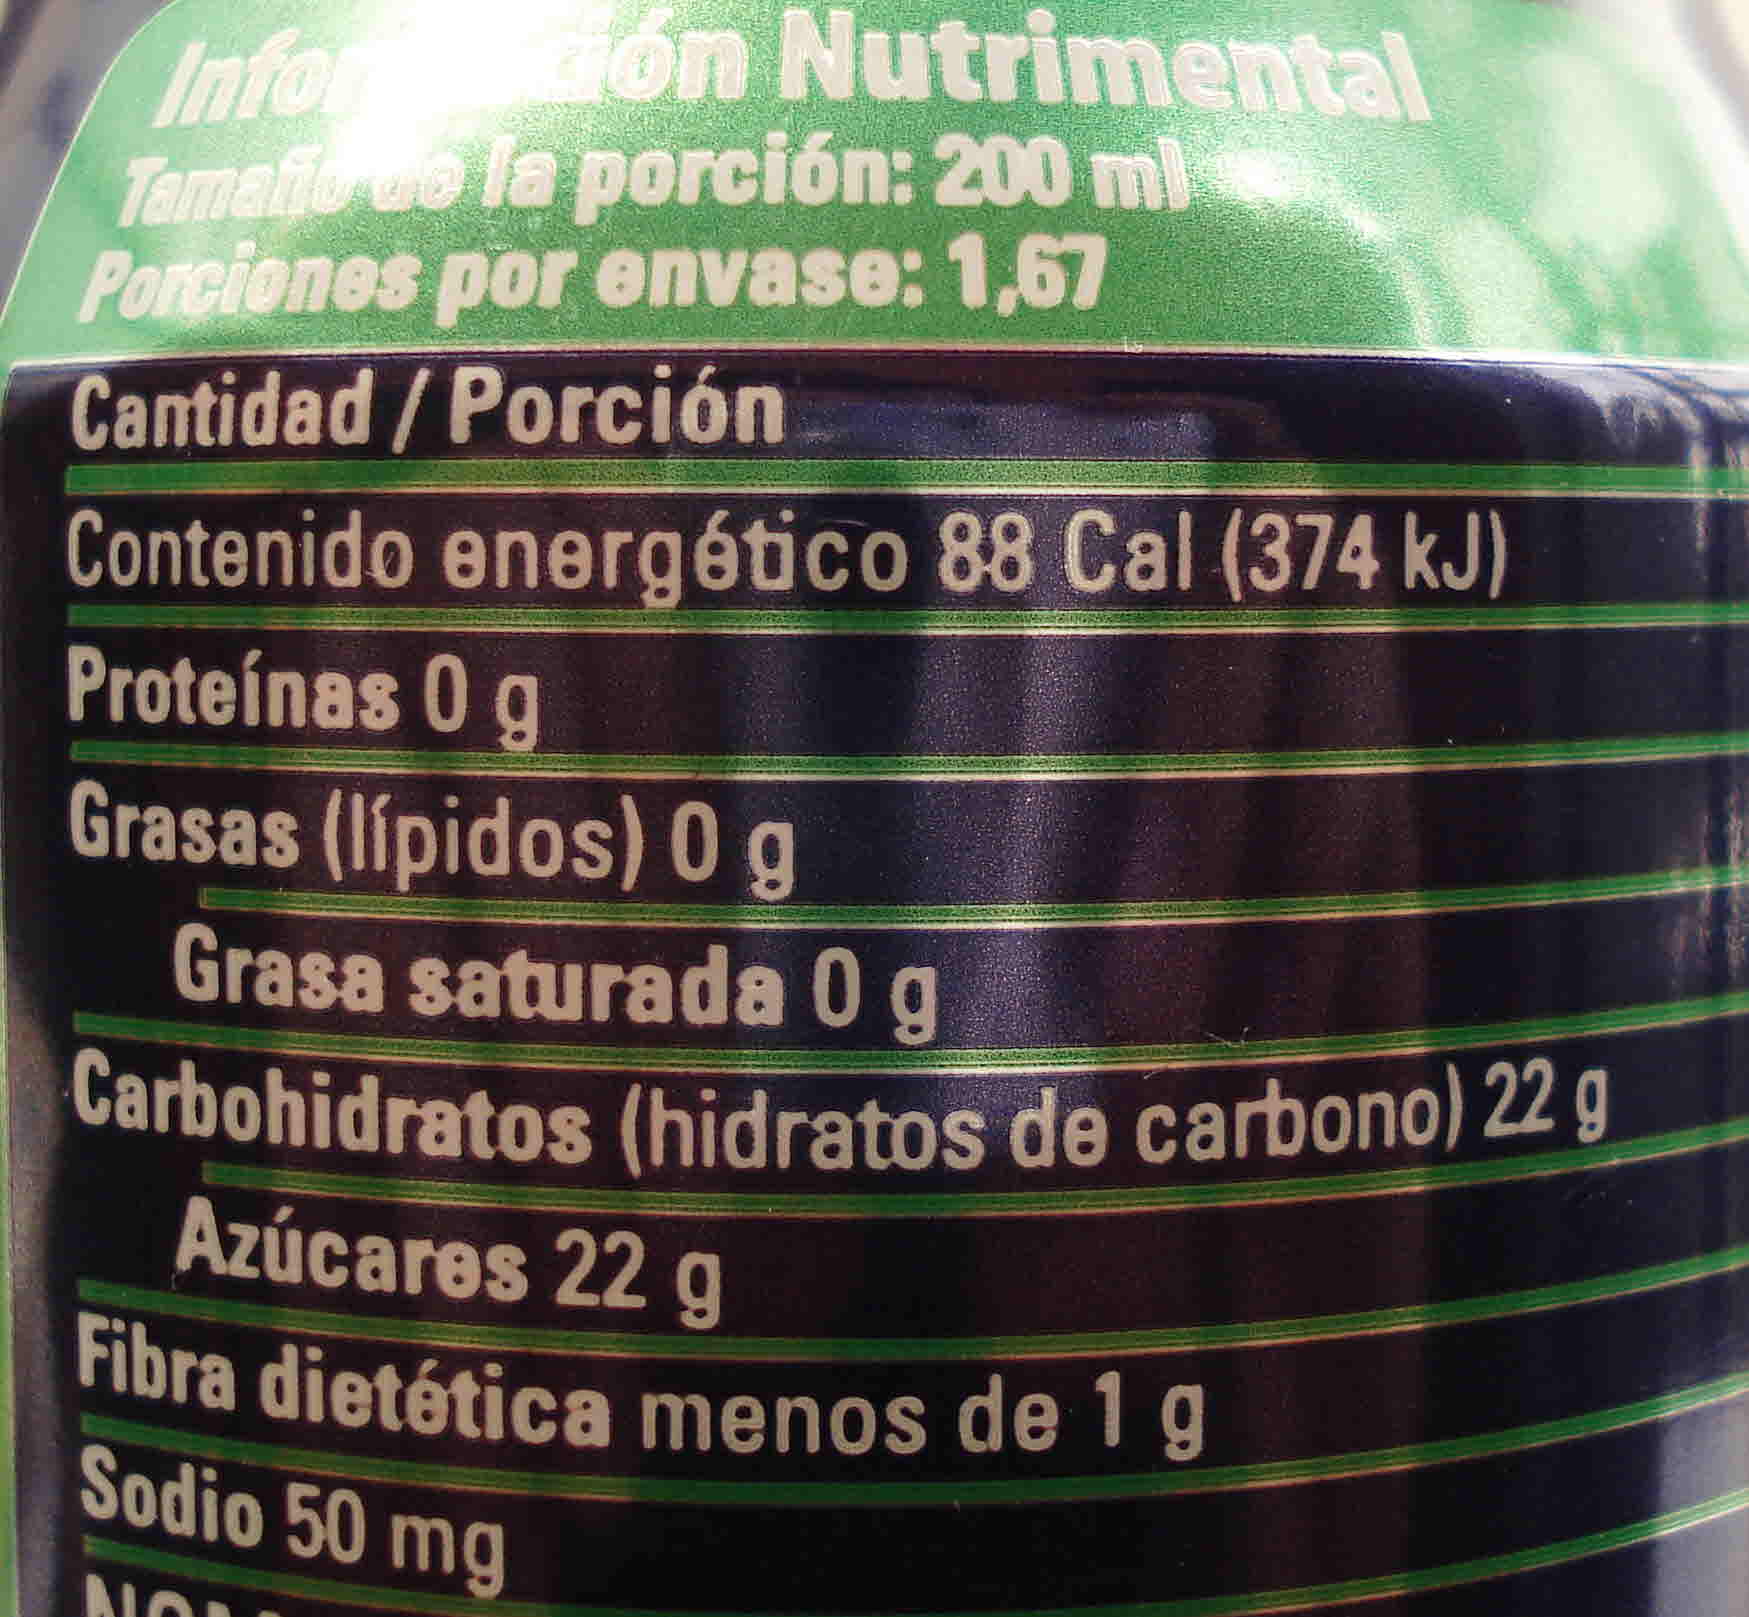 Información Nutrimental
Tamaño de la porción: 200 ml
Porciones por envase: 1,67
Cantidad / Porción
Contenido energético 88 Cal (374 kJ)
Proteínas 0 g
Grasas (lípidos) 0 g
Grasa saturada 0 g
Carbohidratos (hidratos de carbono) 22 g
Azúcares 22 g
Fibra dietética menos de 1 g
Sodio 50 mg